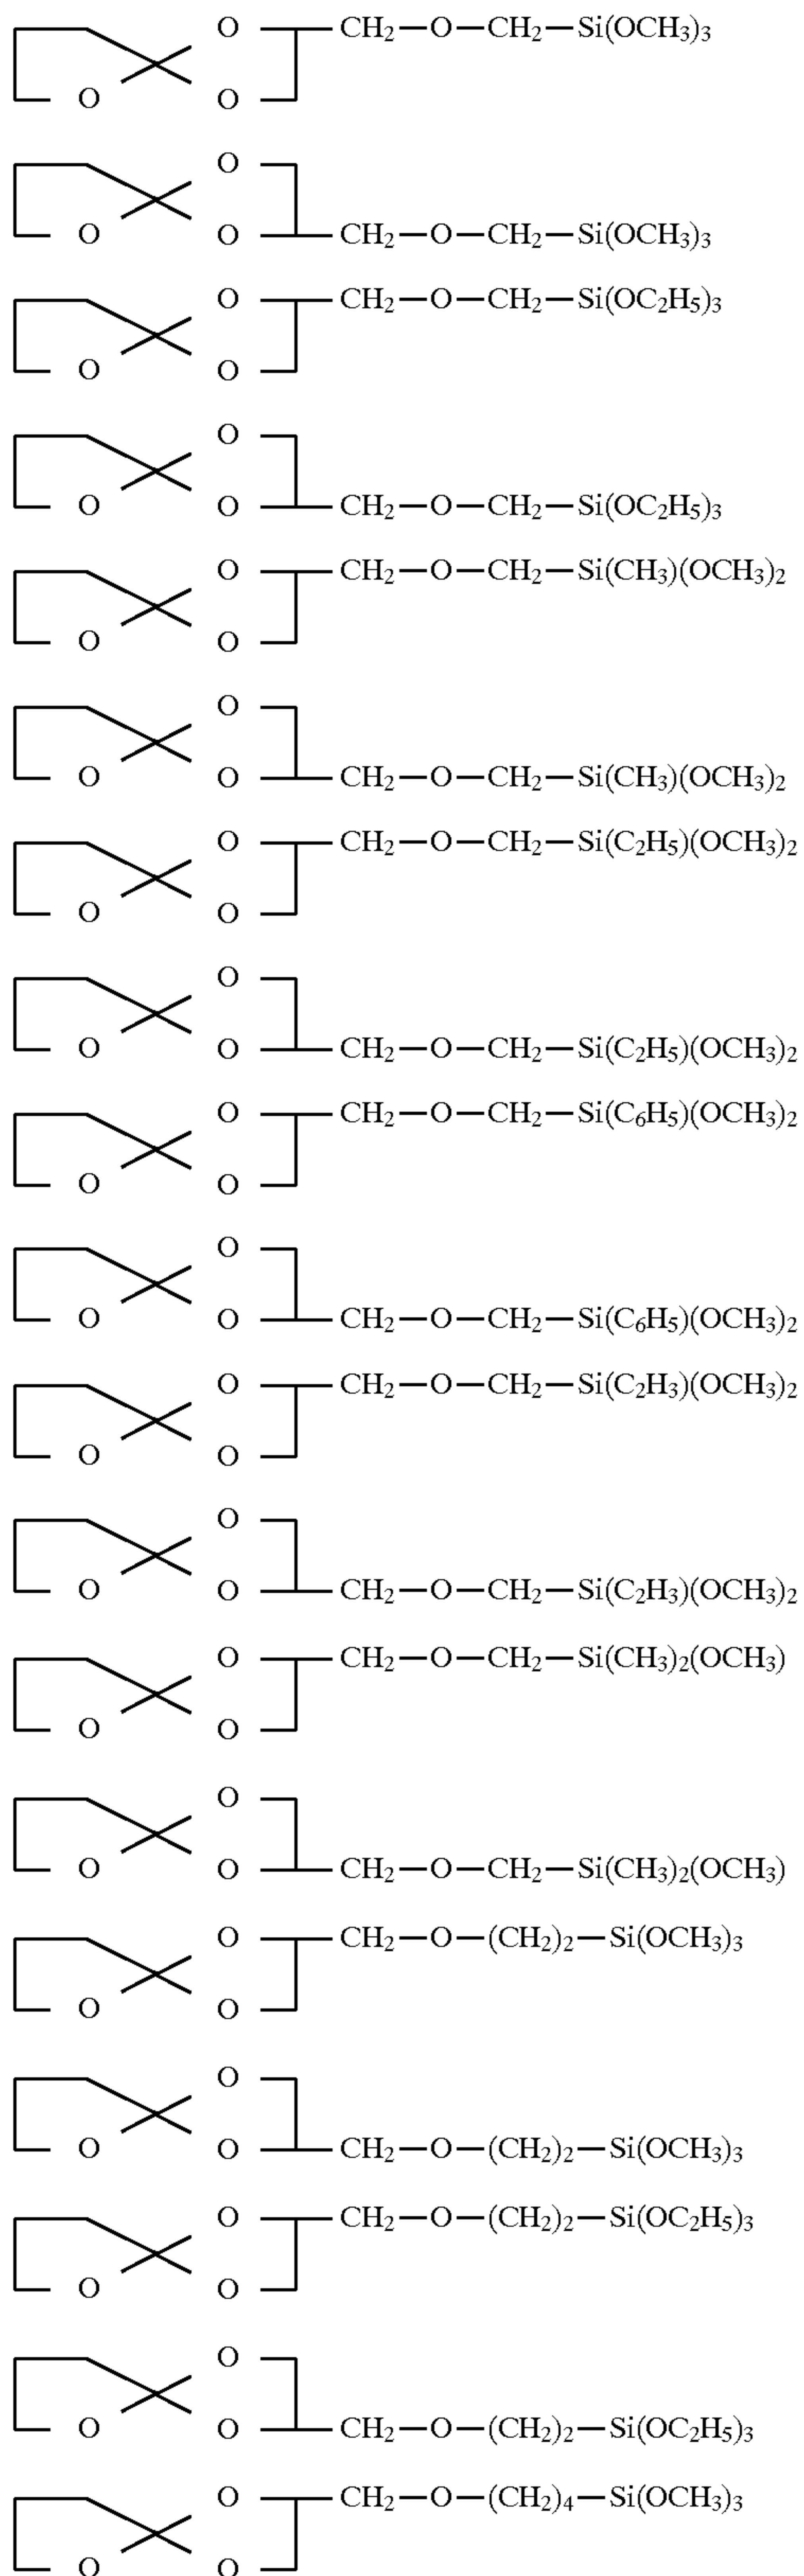 O CH₂—O—CH₂—Si(OCH₃)₃
O O
O
O O CH₂—O—CH₂—Si(OCH₃)₃
O CH₂—O—CH₂—Si(OC₂H₅)₃
O O
O
O O CH₂—O—CH₂—Si(OC₂H₅)₃
O CH₂—O—CH₂—Si(CH₃)(OCH₃)₂
O O
O
O O CH₂—O—CH₂—Si(CH₃)(OCH₃)₂
O CH₂—O—CH₂—Si(C₂H₅)(OCH₃)₂
O O
O
O O CH₂—O—CH₂—Si(C₂H₅)(OCH₃)₂
O CH₂—O—CH₂—Si(C₆H₅)(OCH₃)₂
O O
O
O O CH₂—O—CH₂—Si(C₆H₅)(OCH₃)₂
O CH₂—O—CH₂—Si(C₂H₃)(OCH₃)₂
O O
O
O O CH₂—O—CH₂—Si(C₂H₃)(OCH₃)₂
O CH₂—O—CH₂—Si(CH₃)₂(OCH₃)
O O
O
O O CH₂—O—CH₂—Si(CH₃)₂(OCH₃)
O CH₂—O—(CH₂)₂—Si(OCH₃)₃
O O
O
O O CH₂—O—(CH₂)₂—Si(OCH₃)₃
O CH₂—O—(CH₂)₂—Si(OC₂H₅)₃
O O
O
O O CH₂—O—(CH₂)₂—Si(OC₂H₅)₃
O CH₂—O—(CH₂)₄—Si(OCH₃)₃
O O